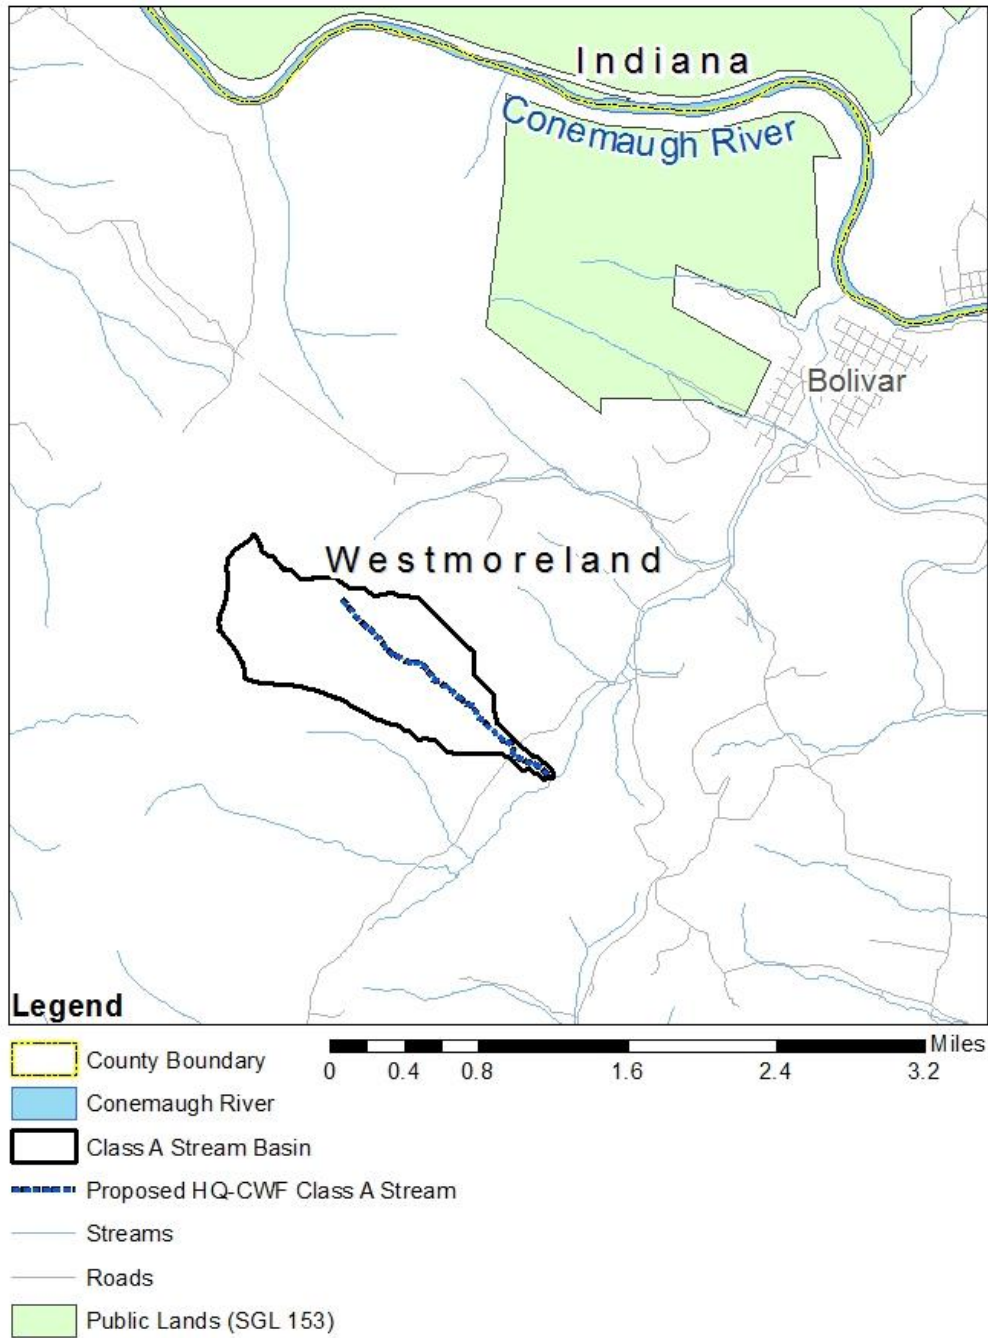 Indiana
Conemaugh River
Bolivar
Westmoreland
Legend
County Boundary
Conemaugh River
Class A Stream Basin
Proposed HQ-CWF Class A Stream
Streams
Roads
Public Lands (SGL 153)
Miles
0 0.4 0.8 1.6 2.4 3.2